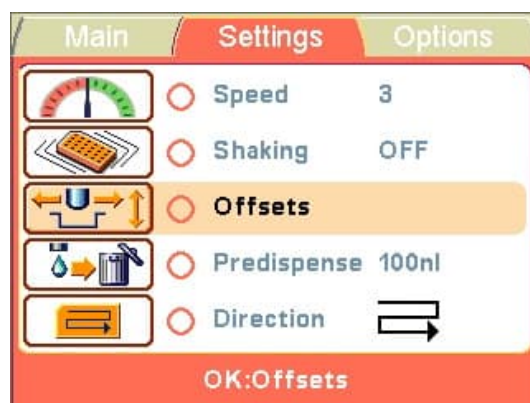 Main Settings Options
Speed 3
Shaking OFF
Offsets
Predispense 100nl
Direction
OK:Offsets